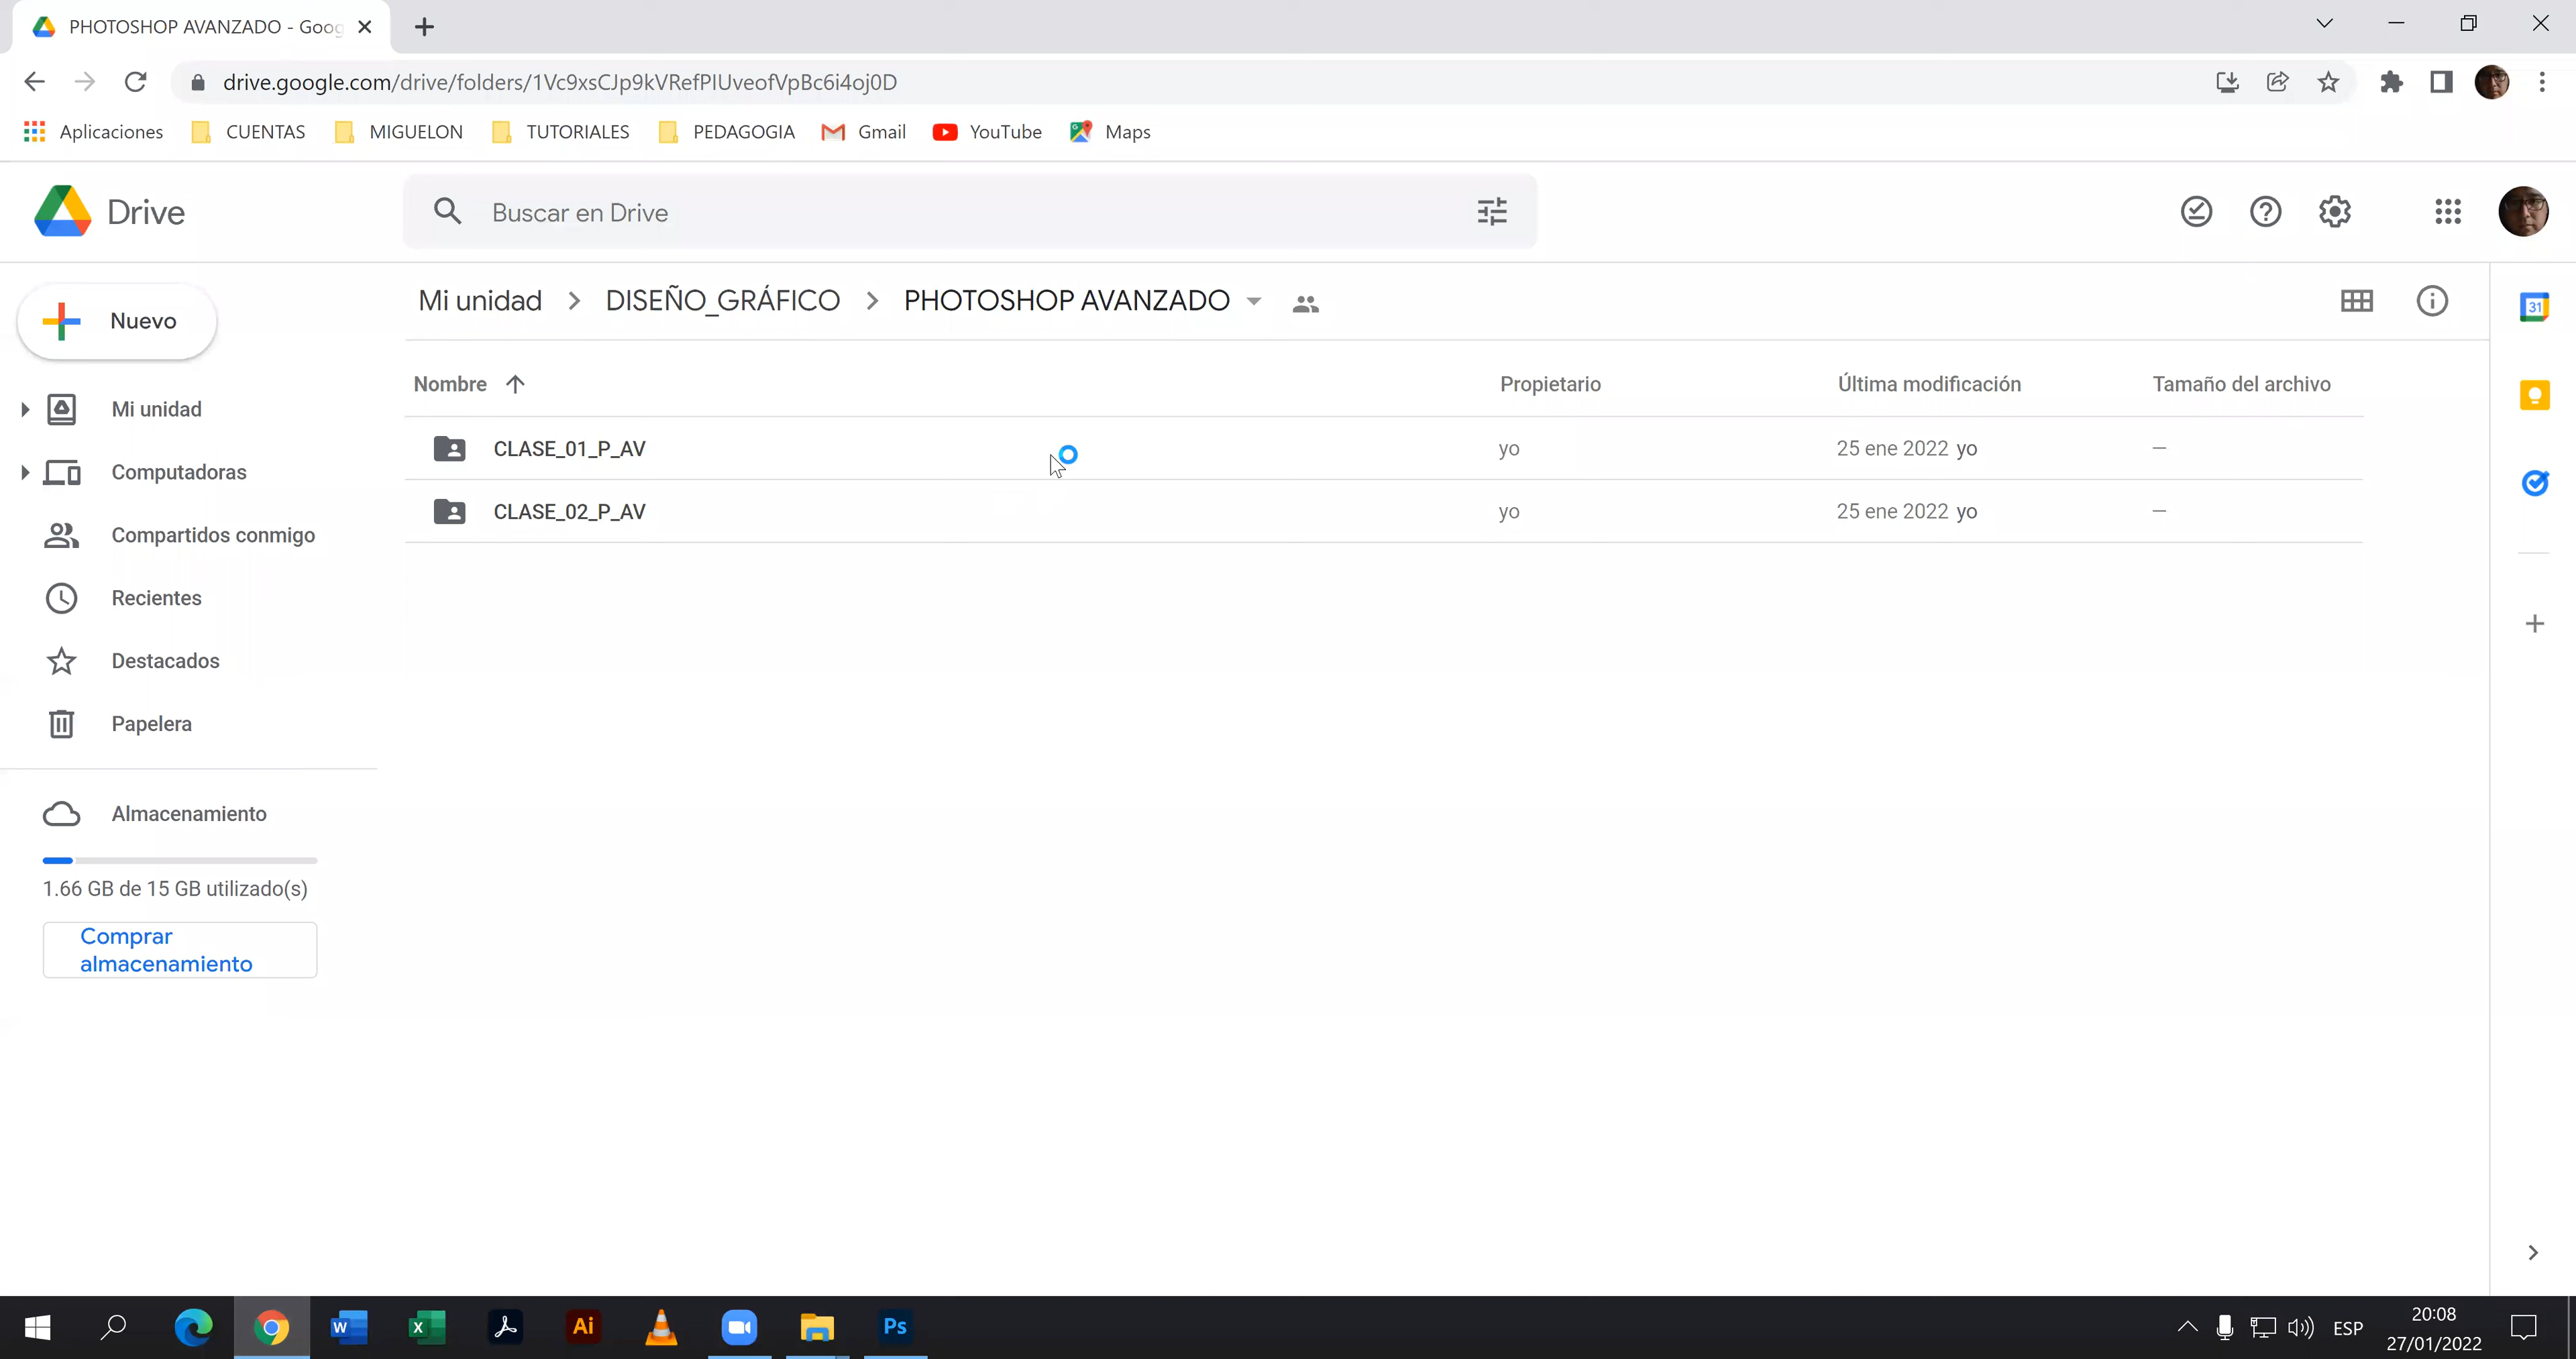 PHOTOSHOP AVANZADO - Goog
drive.google.com/drive/folders/1Vc9xsCJp9kVRefPIUveofVpBc6i4oj0D
Aplicaciones CUENTAS MIGUELON TUTORIALES PEDAGOGIA Gmail YouTube Maps
Drive Buscar en Drive
Nuevo
Mi unidad DISEÑO_GRÁFICO PHOTOSHOP AVANZADO
31
Nombre Propietario Última modificación Tamaño del archivo
Mi unidad
CLASE_01_P_AV yo 25 ene 2022 yo —
Computadoras
CLASE_02_P_AV yo 25 ene 2022 yo —
Compartidos conmigo
Recientes
Destacados
Papelera
Almacenamiento
1.66 GB de 15 GB utilizado(s)
Comprar
almacenamiento
W X Ai Ps ESP
20:08
27/01/2022